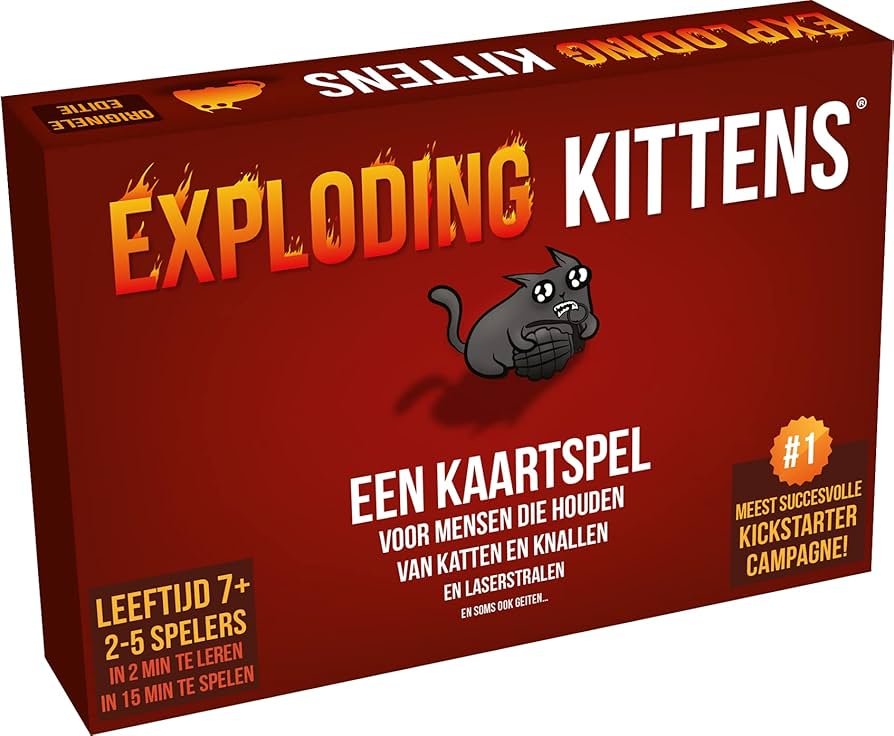 EXPLODING KITTENS
ORIGINELE
EDITIE
EXPLODING KITTENS®
EEN KAARTSPEL
VOOR MENSEN DIE HOUDEN
VAN KATTEN EN KNALLEN
EN LASERSTRALEN
EN SOMS OOK GEITEN...
#1
MEEST SUCCESVOLLE
KICKSTARTER
CAMPAGNE!
LEEFTIJD 7+
2-5 SPELERS
IN 2 MIN TE LEREN
IN 15 MIN TE SPELEN